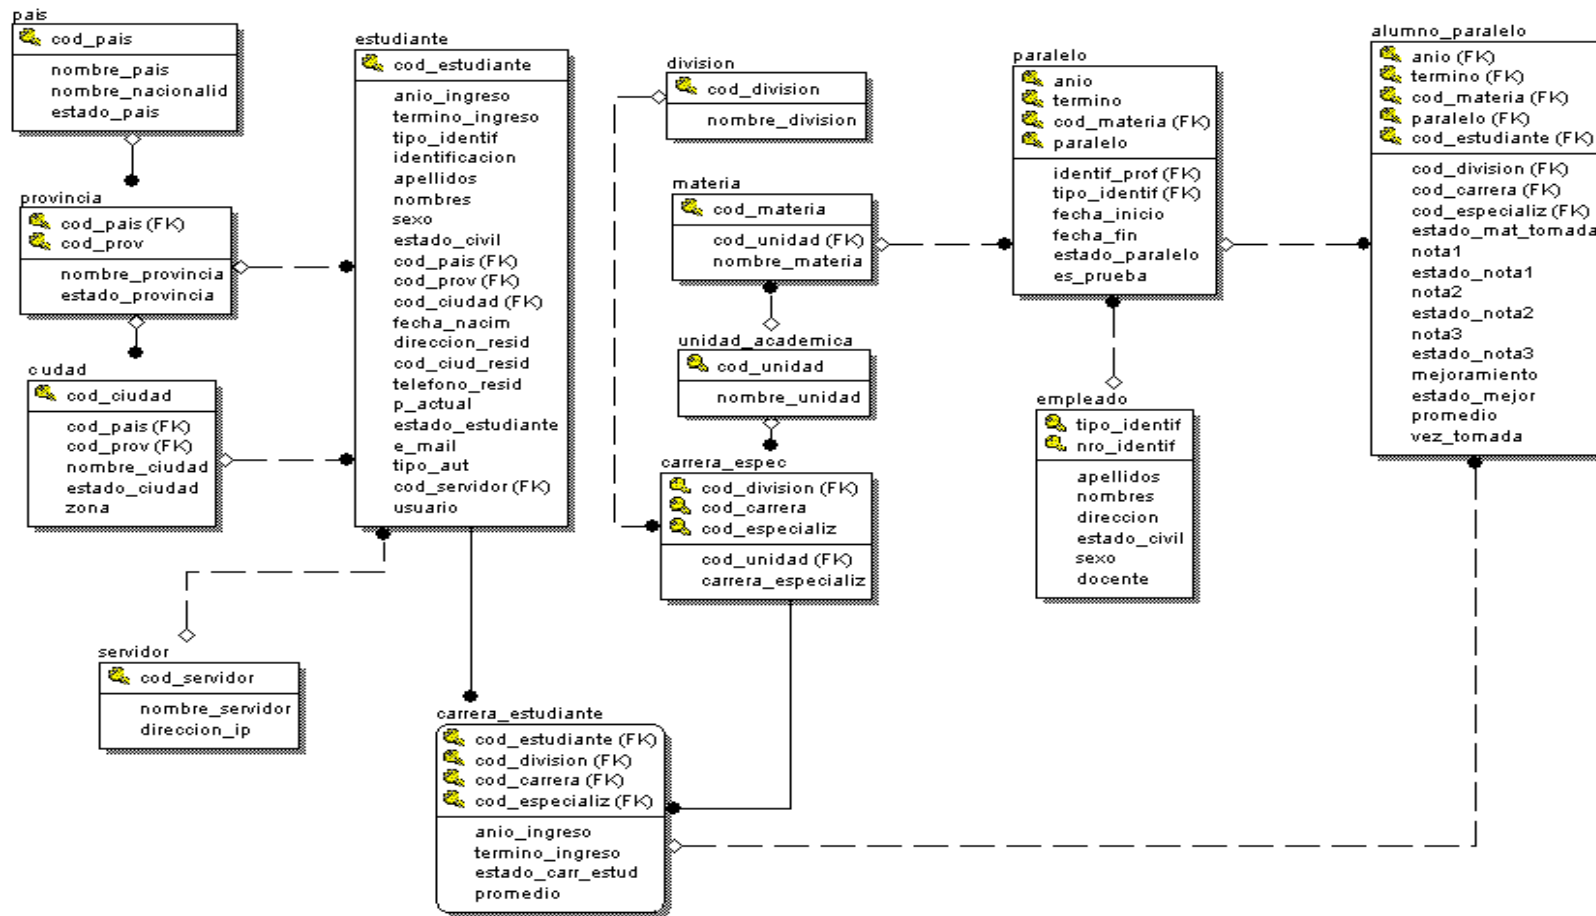 pais
cod_pais
nombre_pais
nombre_nacionalid
estado_pais
provincia
cod_pais (FK)
cod_prov
nombre_provincia
estado_provincia
ciudad
cod_ciudad
cod_pais (FK)
cod_prov (FK)
nombre_ciudad
estado_ciudad
zona
servidor
cod_servidor
nombre_servidor
direccion_ip
estudiante
cod_estudiante
anio_ingreso
termino_ingreso
tipo_identif
identificacion
apellidos
nombres
sexo
estado_civil
cod_pais (FK)
cod_prov (FK)
cod_ciudad (FK)
fecha_nacim
direccion_resid
cod_ciud_resid
telefono_resid
p_actual
estado_estudiante
e_mail
tipo_aut
cod_servidor (FK)
usuario
carrera_estudiante
cod_estudiante (FK)
cod_division (FK)
cod_carrera (FK)
cod_especializ (FK)
anio_ingreso
termino_ingreso
estado_carr_estud
promedio
division
cod_division
nombre_division
materia
cod_materia
cod_unidad (FK)
nombre_materia
unidad_academica
cod_unidad
nombre_unidad
carrera_espec
cod_division (FK)
cod_carrera
cod_especializ
cod_unidad (FK)
carrera_especializ
paralelo
anio
termino
cod_materia (FK)
paralelo
identif_prof (FK)
tipo_identif (FK)
fecha_inicio
fecha_fin
estado_paralelo
es_prueba
empleado
tipo_identif
nro_identif
apellidos
nombres
direccion
estado_civil
sexo
docente
alumno_paralelo
anio (FK)
termino (FK)
cod_materia (FK)
paralelo (FK)
cod_estudiante (FK)
cod_division (FK)
cod_carrera (FK)
cod_especializ (FK)
estado_mat_tomada
nota1
estado_nota1
nota2
estado_nota2
nota3
estado_nota3
mejoramiento
estado_mejor
promedio
vez_tomada